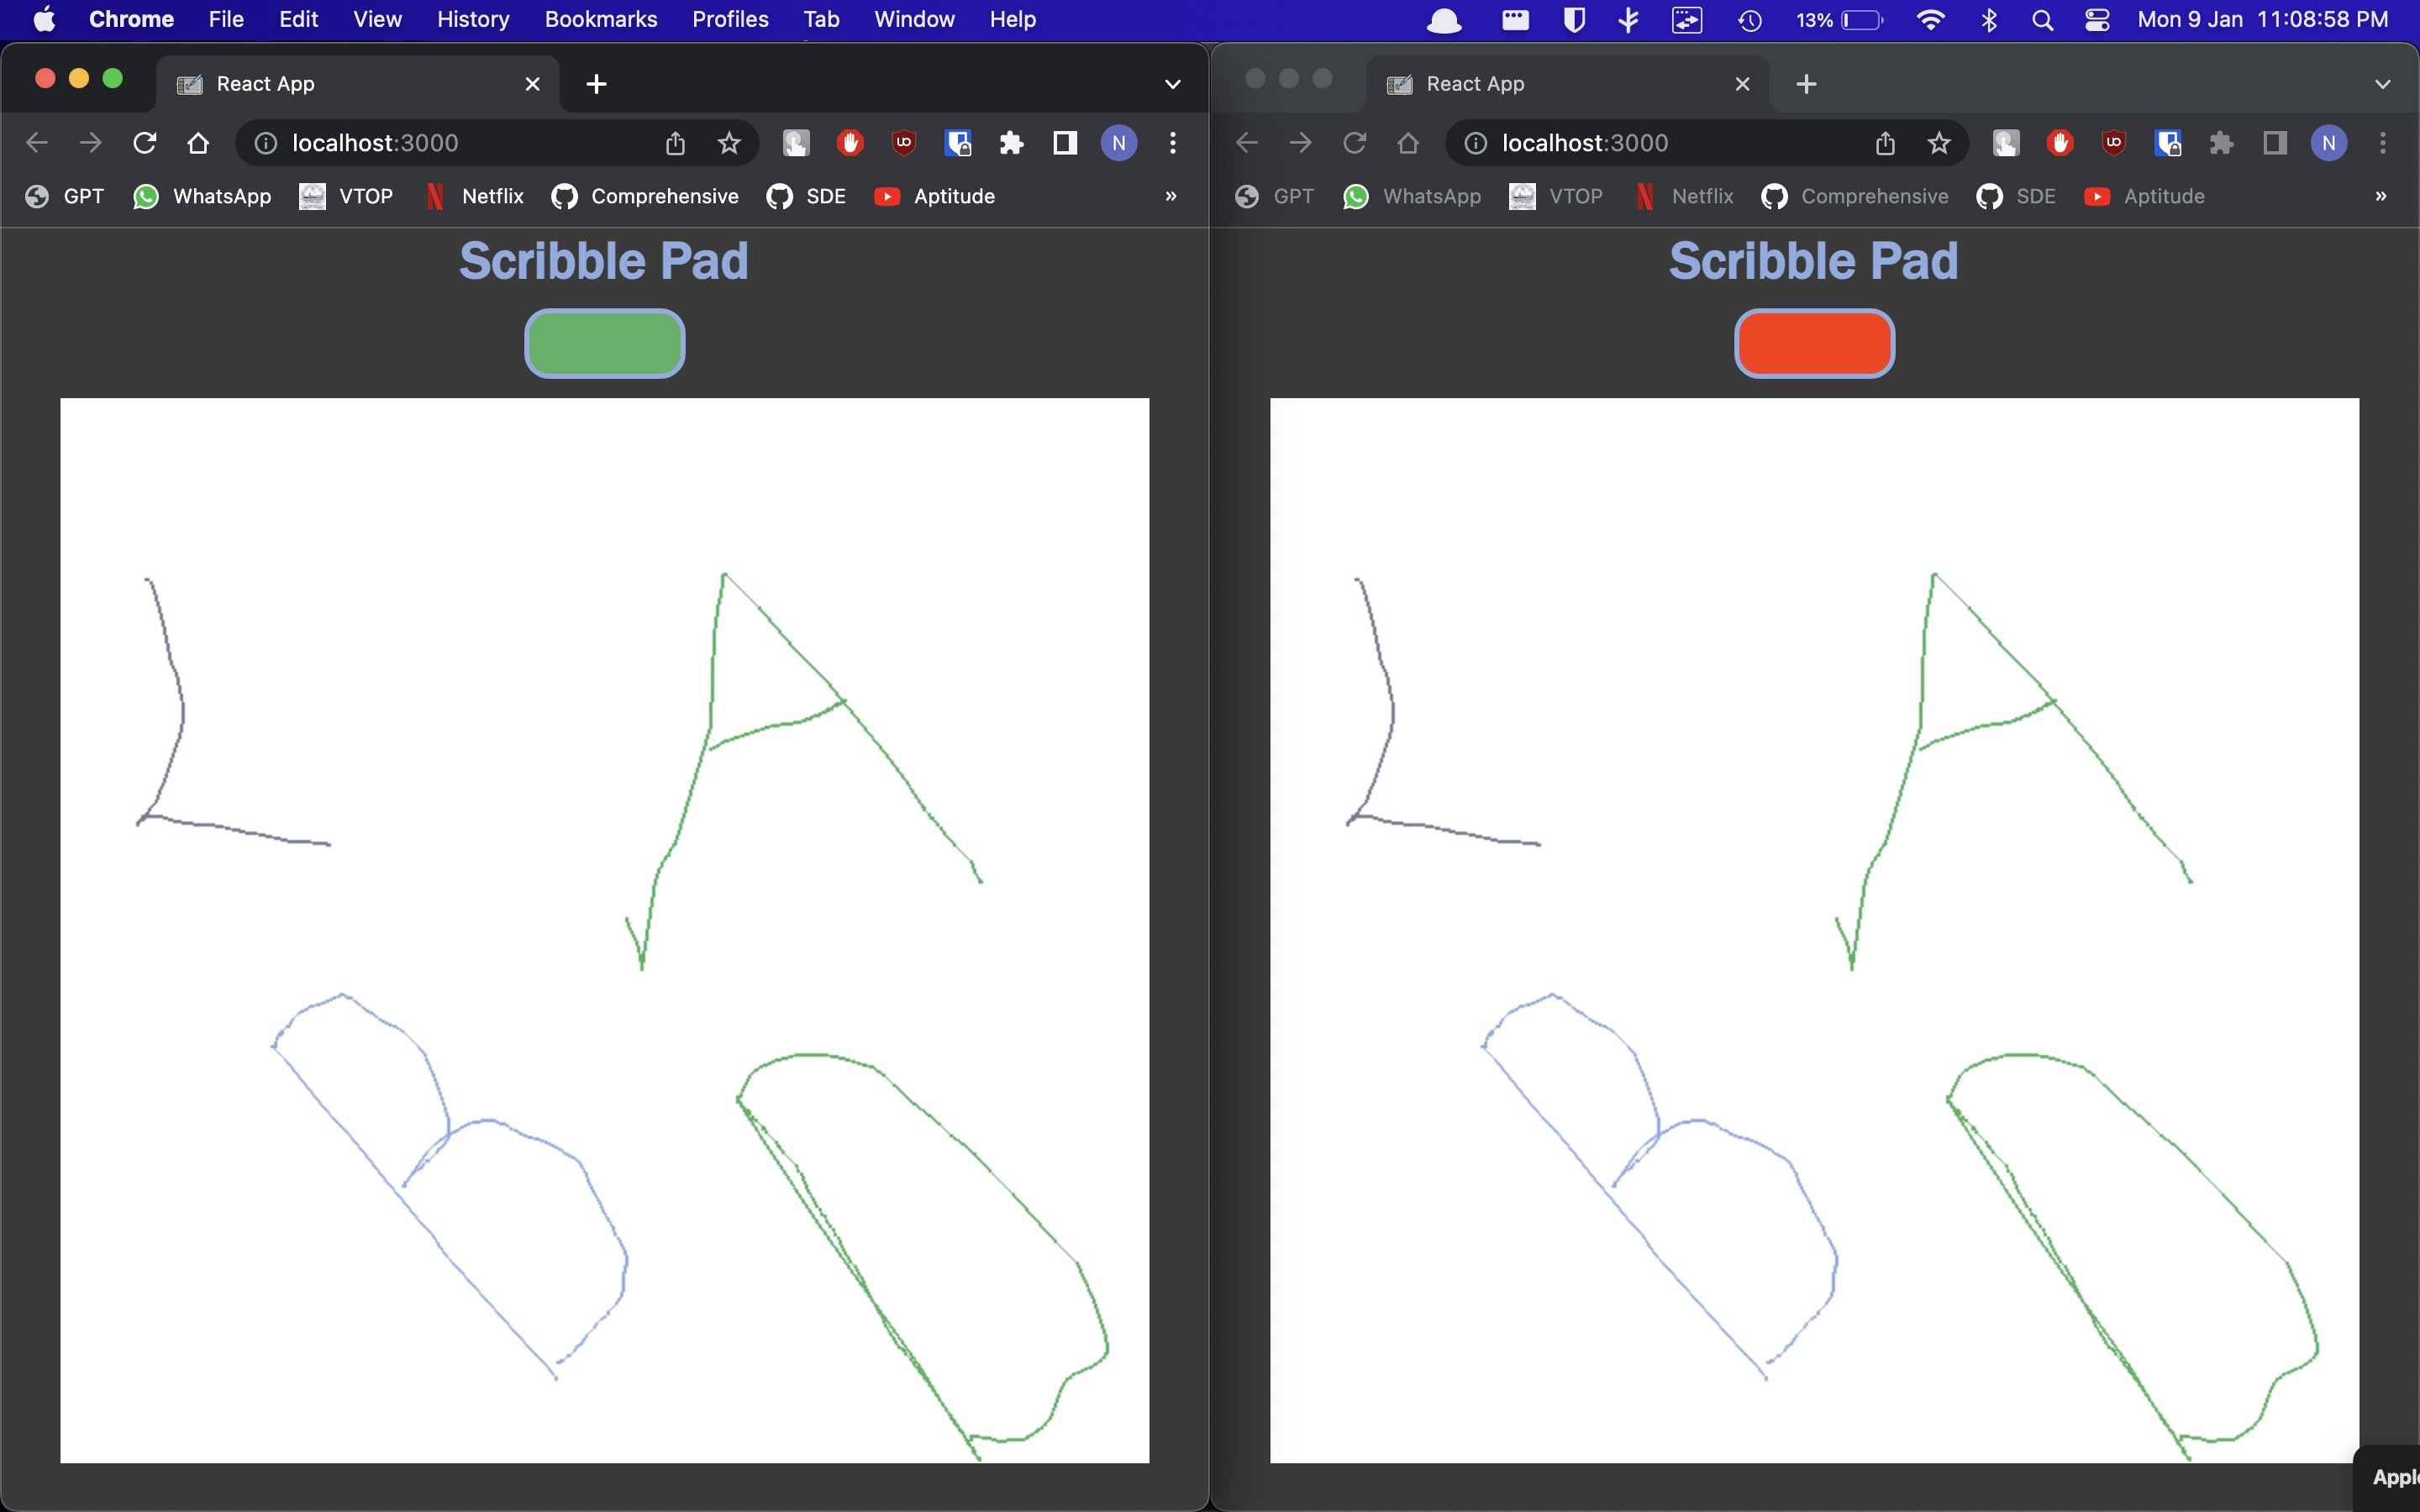 Chrome File Edit View History Bookmarks Profiles Tab Window Help 13% Mon 9 Jan 11:08:58 PM
React App
localhost:3000 N
GPT WhatsApp VTOP N Netflix Comprehensive SDE Aptitude »
Scribble Pad
L A
B D
React App
localhost:3000 N
GPT WhatsApp VTOP N Netflix Comprehensive SDE Aptitude »
Scribble Pad
L A
B D